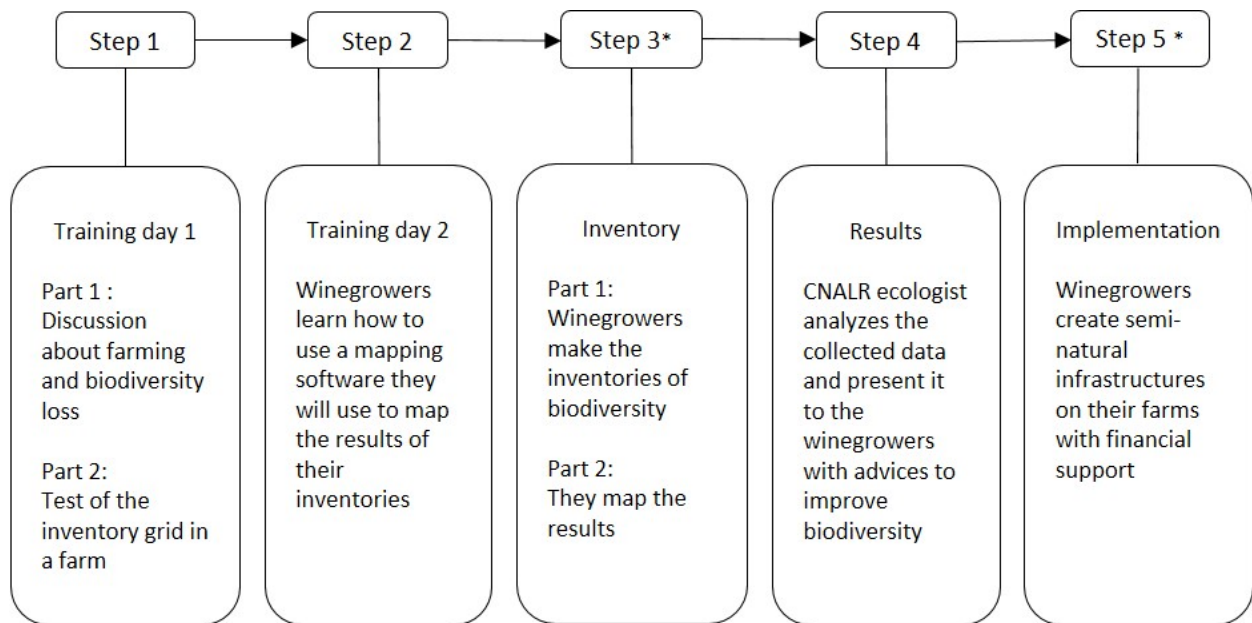 Step 1
Step 2
Step 3*
Step 4
Step 5 *
Training day 1
Part 1 :
Discussion
about farming
and biodiversity
loss
Part 2:
Test of the
inventory grid in
a farm
Training day 2
Winegrowers
learn how to
use a mapping
software they
will use to map
the results of
their
inventories
Inventory
Part 1:
Winegrowers
make the
inventories of
biodiversity
Part 2:
They map the
results
Results
CNALR ecologist
analyzes the
collected data
and present it
to the
winegrowers
with advices to
improve
biodiversity
Implementation
Winegrowers
create semi-
natural
infrastructures
on their farms
with financial
support